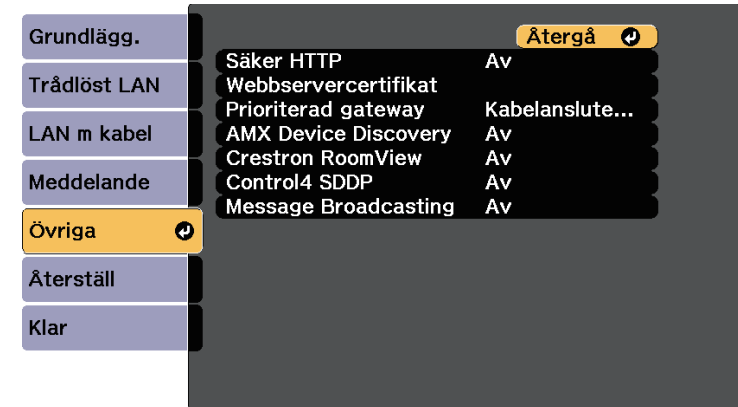 Grundlägg.
Trådlöst LAN
LAN m kabel
Meddelande
Övriga
Återställ
Klar
Återgå
Säker HTTP Av
Webbservercertifikat
Prioriterad gateway Kabelanslute...
AMX Device Discovery Av
Crestron RoomView Av
Control4 SDDP Av
Message Broadcasting Av